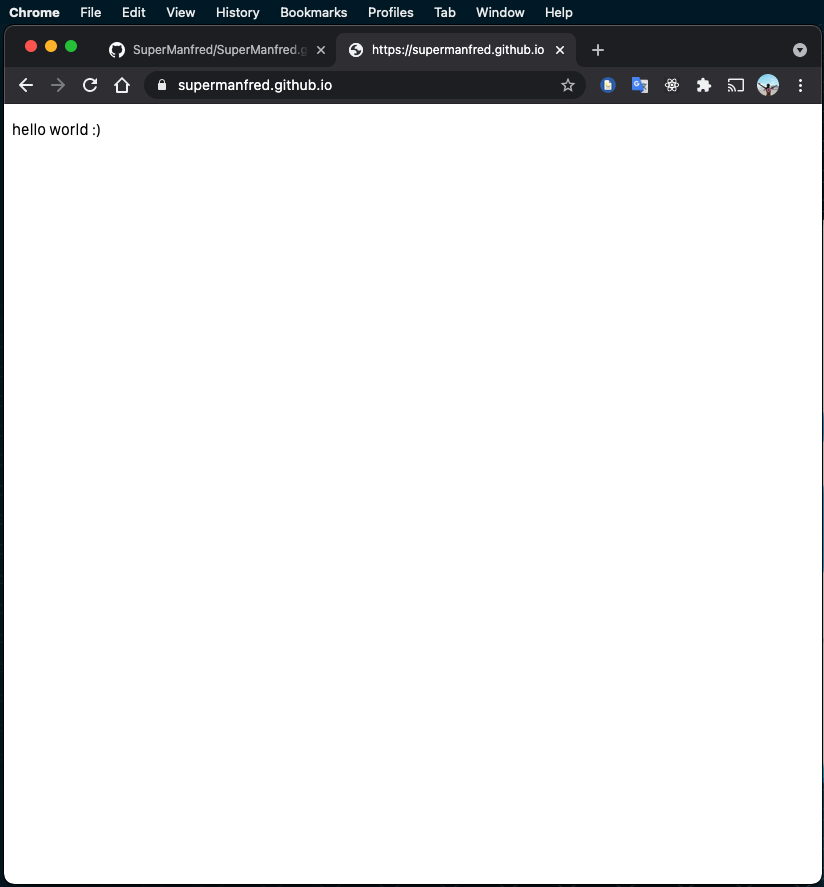 Chrome File Edit View History Bookmarks Profiles Tab Window Help
SuperManfred/SuperManfred.g https://supermanfred.github.io
supermanfred.github.io
hello world :)